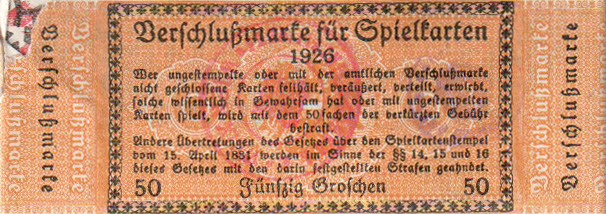 Verschlußmarke für Spielkarten
1926
Wer ungestempelte oder mit der amtlichen Verschlußmarke
nicht geschlossene Karten feilhält, veräußert, verteilt, erwirbt,
solche wissentlich in Gewahrsam hat oder mit ungestempelten
Karten spielt, wird mit dem 50fachen der verkürzten Gebühr
bestraft.
Andere Übertretungen des Gesetzes über den Spielkartenstempel
vom 15. April 1881 werden im Sinne der §§ 14, 15 und 16
dieses Gesetzes mit den darin festgestellten Strafen geahndet.
50 Fünfzig Groschen 50
Verschlußmarke
Verschlußmarke
Verschlußmarke
Verschlußmarke